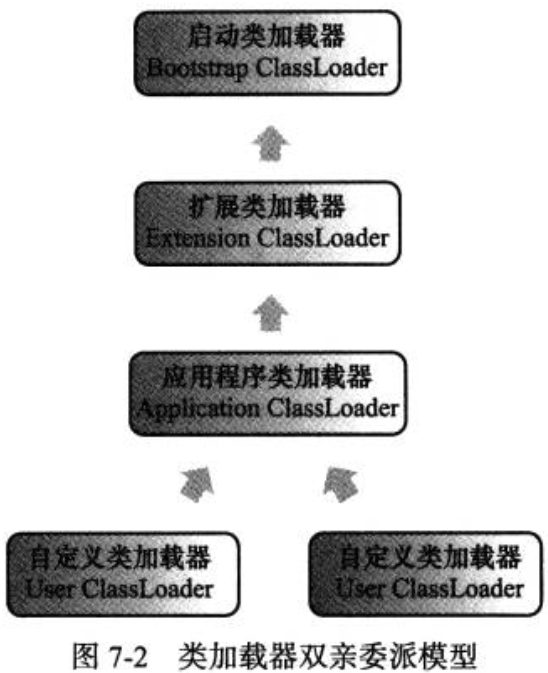 启动类加载器
Bootstrap ClassLoader
扩展类加载器
Extension ClassLoader
应用程序类加载器
Application ClassLoader
自定义类加载器
User ClassLoader
自定义类加载器
User ClassLoader
图 7-2 类加载器双亲委派模型